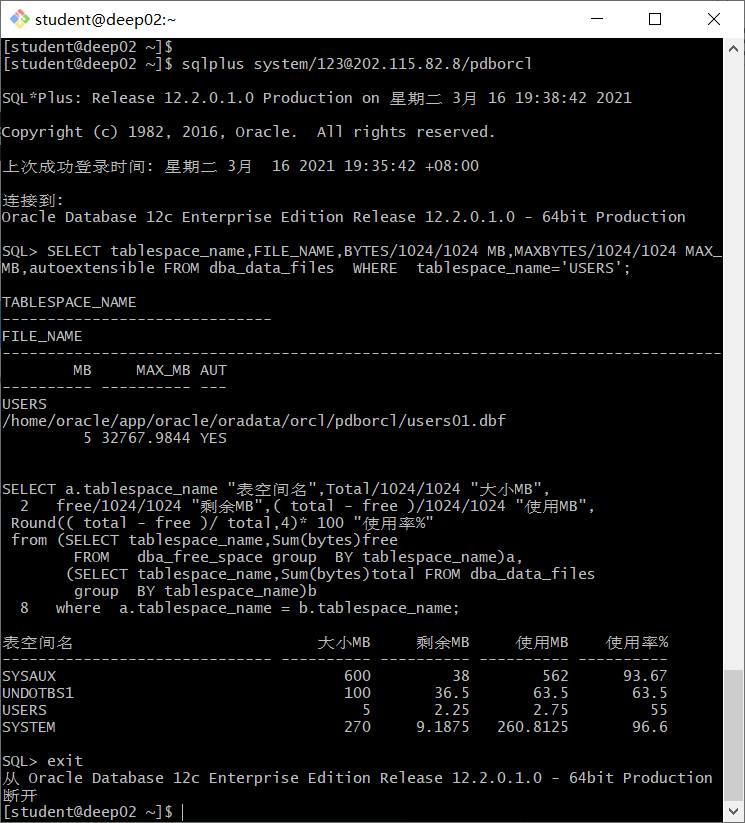 student@deep02:~
[student@deep02 ~]$
[student@deep02 ~]$ sqlplus system/123@202.115.82.8/pdborcl
SQL*Plus: Release 12.2.0.1.0 Production on 星期二 3月 16 19:38:42 2021
Copyright (c) 1982, 2016, Oracle.  All rights reserved.
上次成功登录时间: 星期二 3月  16 2021 19:35:42 +08:00
连接到:
Oracle Database 12c Enterprise Edition Release 12.2.0.1.0 - 64bit Production
SQL> SELECT tablespace_name,FILE_NAME,BYTES/1024/1024 MB,MAXBYTES/1024/1024 MAX_
MB,autoextensible FROM dba_data_files  WHERE  tablespace_name='USERS';
TABLESPACE_NAME
------------------------------
FILE_NAME
--------------------------------------------------------------------------------
        MB     MAX_MB AUT
---------- ---------- ---
USERS
/home/oracle/app/oracle/oradata/orcl/pdborcl/users01.dbf
         5 32767.9844 YES
SELECT a.tablespace_name "表空间名",Total/1024/1024 "大小MB",
  2   free/1024/1024 "剩余MB",( total - free )/1024/1024 "使用MB",
 Round(( total - free )/ total,4)* 100 "使用率%"
 from (SELECT tablespace_name,Sum(bytes)free
        FROM   dba_free_space group  BY tablespace_name)a,
       (SELECT tablespace_name,Sum(bytes)total FROM dba_data_files
        group  BY tablespace_name)b
  8   where  a.tablespace_name = b.tablespace_name;
表空间名                           大小MB     剩余MB     使用MB    使用率%
------------------------------ ---------- ---------- ---------- ----------
SYSAUX                                600         38        562      93.67
UNDOTBS1                              100       36.5       63.5       63.5
USERS                                   5       2.25       2.75         55
SYSTEM                                270     9.1875   260.8125       96.6
SQL> exit
从 Oracle Database 12c Enterprise Edition Release 12.2.0.1.0 - 64bit Production
断开
[student@deep02 ~]$